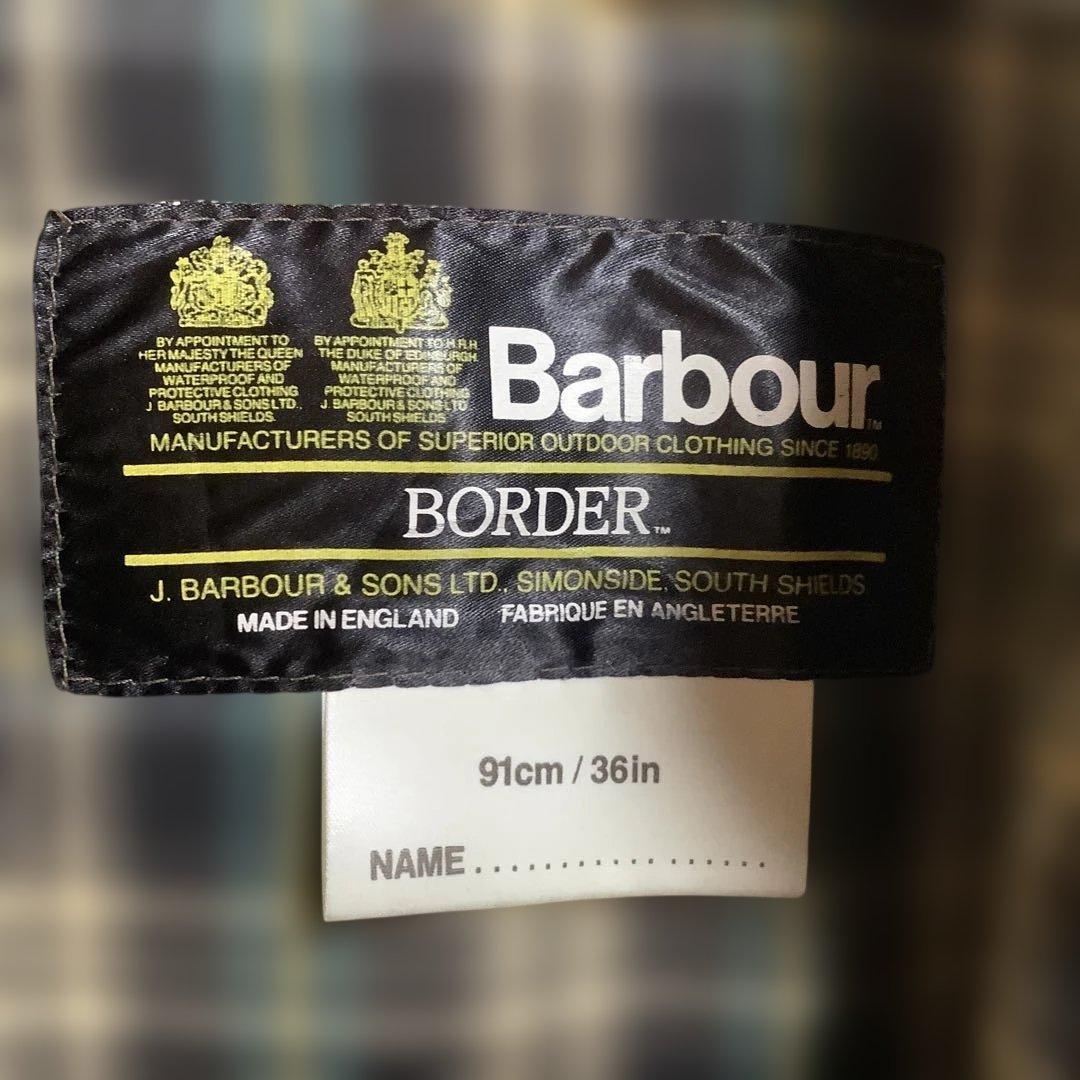 BY APPOINTMENT TO
HER MAJESTY THE QUEEN
MANUFACTURERS OF
WATERPROOF AND
PROTECTIVE CLOTHING
J. BARBOUR & SONS LTD.,
SOUTH SHIELDS.
BY APPOINTMENT TO H.R.H.
THE DUKE OF EDINBURGH
MANUFACTURERS OF
WATERPROOF AND
PROTECTIVE CLOTHING
J. BARBOUR & SONS LTD.
SOUTH SHIELDS
Barbour™
MANUFACTURERS OF SUPERIOR OUTDOOR CLOTHING SINCE 1890
BORDER™
J. BARBOUR & SONS LTD., SIMONSIDE, SOUTH SHIELDS
MADE IN ENGLAND FABRIQUE EN ANGLETERRE
91cm / 36in
NAME.................